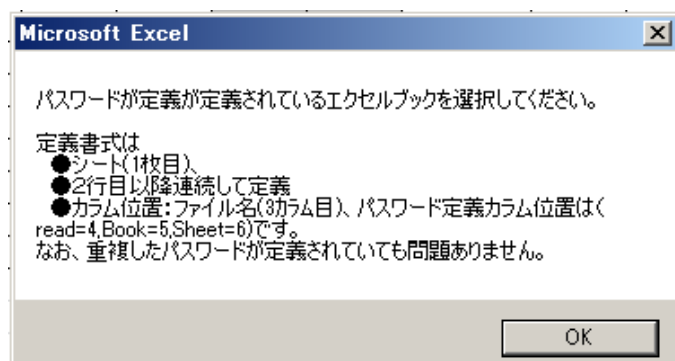 Microsoft Excel
パスワードが定義が定義されているエクセルブックを選択してください。
定義書式は
●シート(1枚目)、
●2行目以降連続して定義
●カラム位置：ファイル名(3カラム目)、パスワード定義カラム位置は(
read=4,Book=5,Sheet=6)です。
なお、重複したパスワードが定義されていても問題ありません。
OK